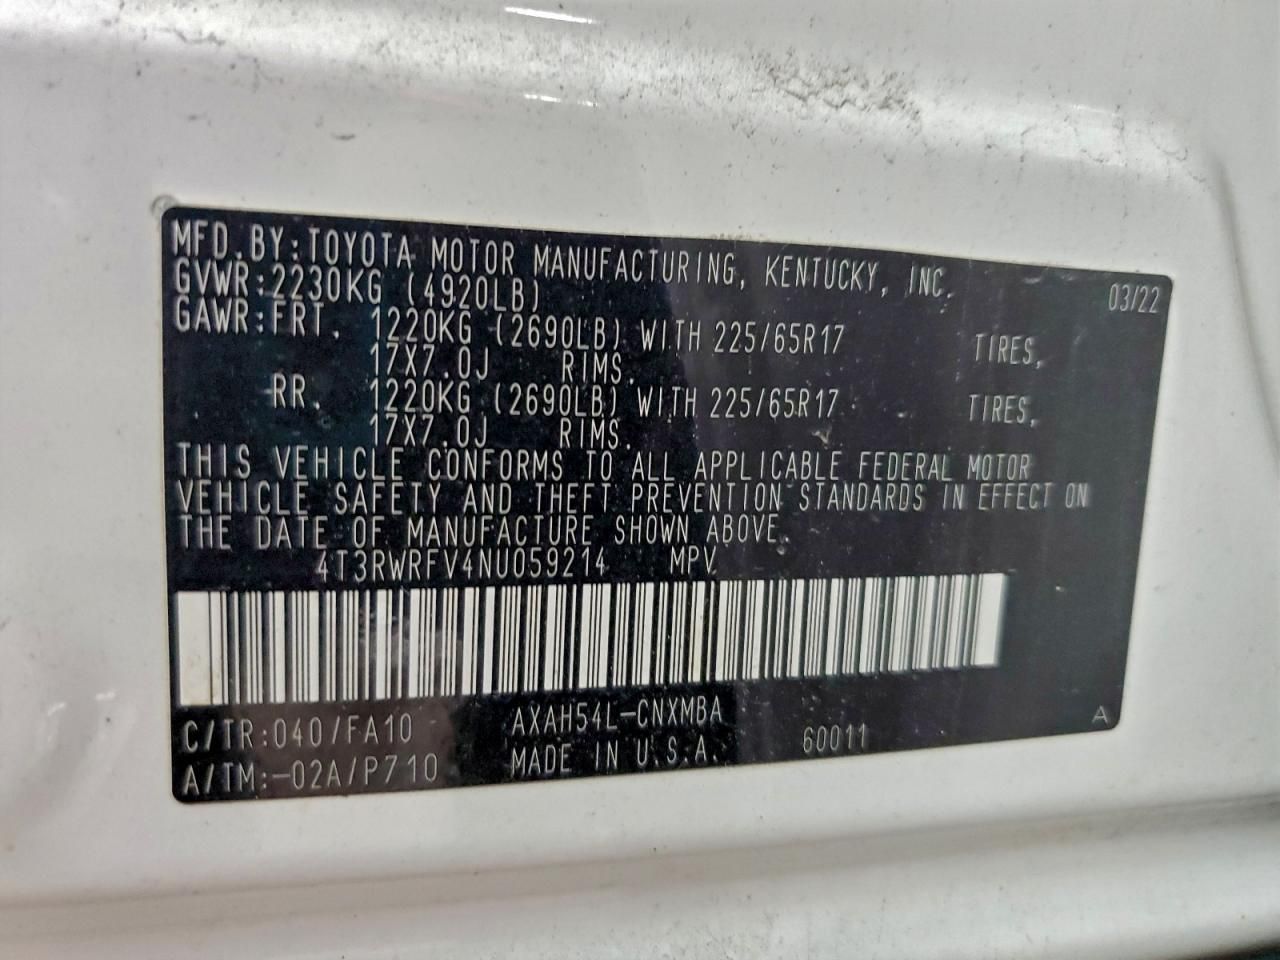 MFD.BY:TOYOTA MOTOR MANUFACTURING, KENTUCKY, INC. 03/22
GVWR:2230KG (4920LB)
GAWR:FRT. 1220KG (2690LB) WITH 225/65R17 TIRES,
17X7.0J RIMS.
RR. 1220KG (2690LB) WITH 225/65R17 TIRES,
17X7.0J RIMS.
THIS VEHICLE CONFORMS TO ALL APPLICABLE FEDERAL MOTOR
VEHICLE SAFETY AND THEFT PREVENTION STANDARDS IN EFFECT ON
THE DATE OF MANUFACTURE SHOWN ABOVE.
4T3RWRFV4NU059214 MPV
C/TR:040/FA10 AXAH54L-CNXMBA A
A/TM:-02A/P710 MADE IN U.S.A. 60011